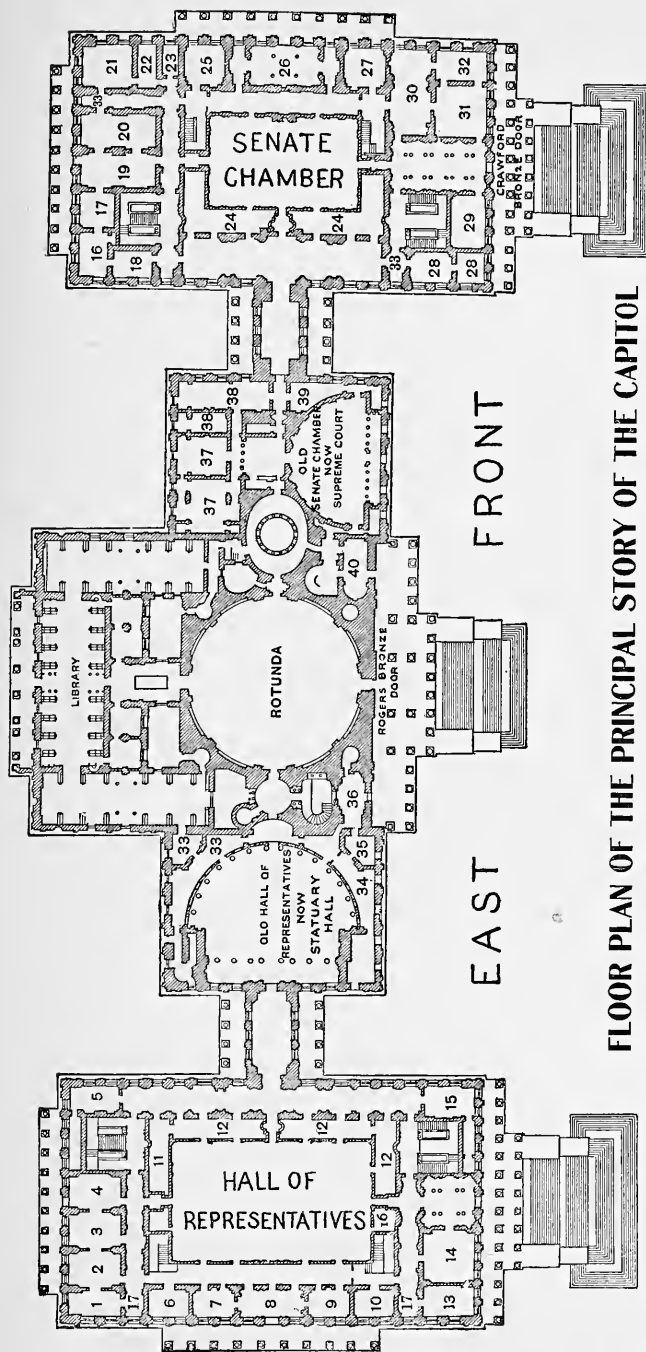 5
4
3
2
1
17
11
12
12
12
HALL OF
REPRESENTATIVES
16
6
7
8
9
10
17
13
14
15
33
33
OLD HALL OF
REPRESENTATIVES
NOW
STATUARY
HALL
34
35
36
LIBRARY
ROTUNDA
ROGERS BRONZE
DOOR
37
37
38
38
39
OLD
SENATE CHAMBER
NOW
SUPREME COURT
40
16
17
18
19
20
33
21
22
23
25
26
27
24
24
SENATE
CHAMBER
33
28
28
29
30
31
32
CRAWFORD
BRONZE DOOR
EAST FRONT
FLOOR PLAN OF THE PRINCIPAL STORY OF THE CAPITOL